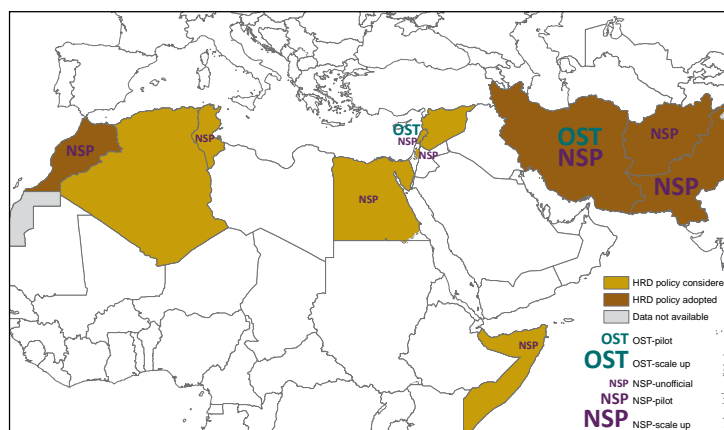 OST
NSP
NSP
NSP
NSP
OST
NSP
NSP
NSP
NSP
NSP
HRD policy considere
HRD policy adopted
Data not available
OST OST-pilot
OST OST-scale up
NSP NSP-unofficial
NSP NSP-pilot
NSP NSP-scale up